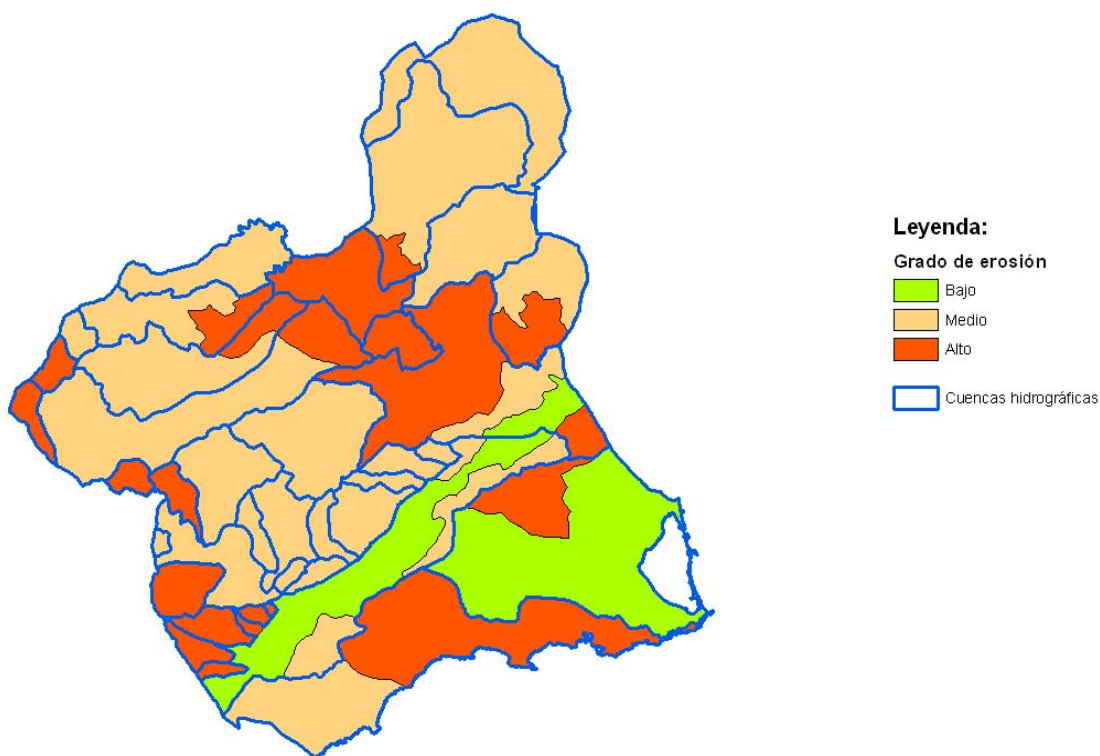 Leyenda:
Grado de erosión
Bajo
Medio
Alto
Cuencas hidrográficas